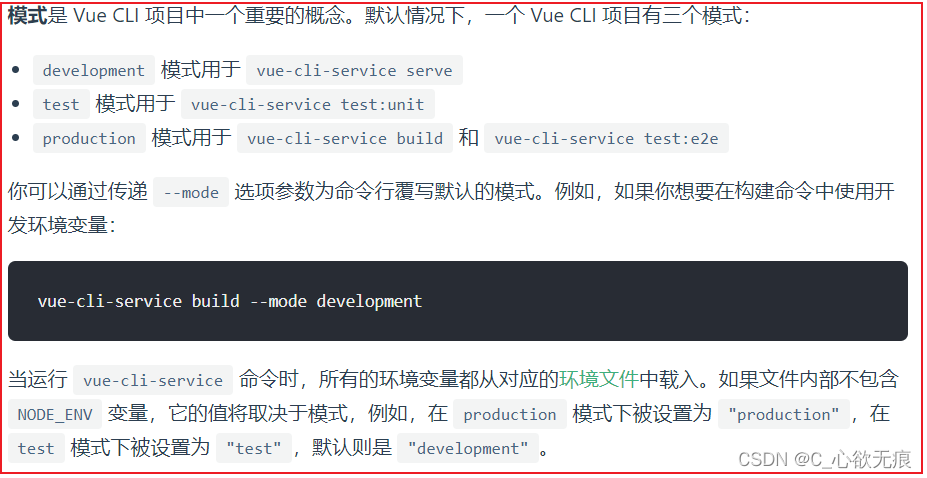 模式是 Vue CLI 项目中一个重要的概念。默认情况下，一个 Vue CLI 项目有三个模式：
• development 模式用于 vue-cli-service serve
• test 模式用于 vue-cli-service test:unit
• production 模式用于 vue-cli-service build 和 vue-cli-service test:e2e
你可以通过传递 --mode 选项参数为命令行覆写默认的模式。例如，如果你想要在构建命令中使用开
发环境变量：
vue-cli-service build --mode development
当运行 vue-cli-service 命令时，所有的环境变量都从对应的环境文件中载入。如果文件内部不包含
NODE_ENV 变量，它的值将取决于模式，例如，在 production 模式下被设置为 "production"，在
test 模式下被设置为 "test"，默认则是 "development"。
CSDN @C_心欲无痕